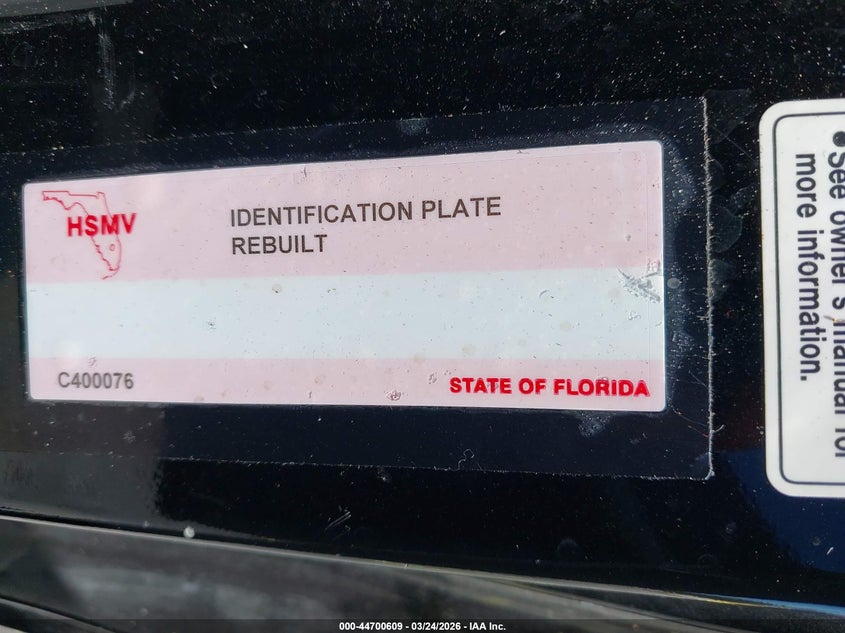 HSMV
IDENTIFICATION PLATE
REBUILT
C400076
STATE OF FLORIDA
• See owner's manual for
more information.
000-44700609 - 03/24/2026 - IAA Inc.